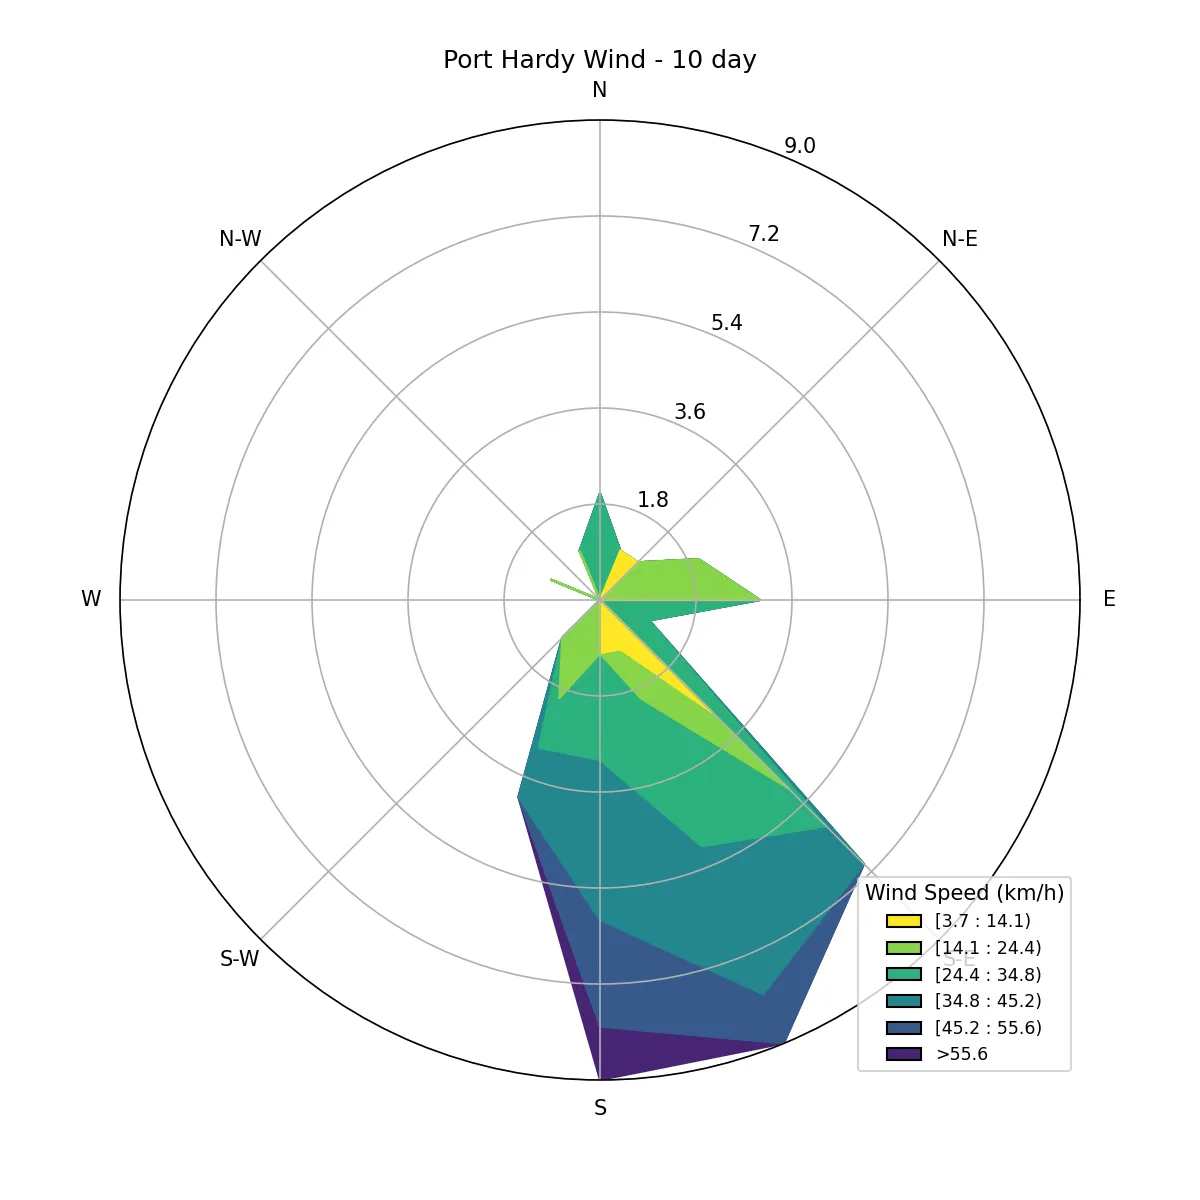 Port Hardy Wind - 10 day
N
9.0
N-W
7.2
N-E
5.4
3.6
1.8
W
E
Wind Speed (km/h)
[3.7 : 14.1)
[14.1 : 24.4)
S-W
S-E
[24.4 : 34.8)
[34.8 : 45.2)
[45.2 : 55.6)
>55.6
S